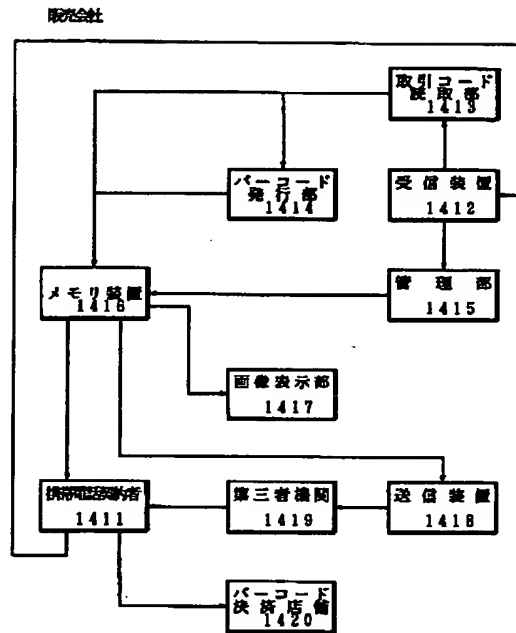 販売会社
取引コード
読取部
1413
バーコード
発行部
1414
受信装置
1412
メモリ装置
1416
管理部
1415
画像表示部
1417
携帯電話契約者
1411
第三者機関
1419
送信装置
1418
バーコード
決済店舗
1420